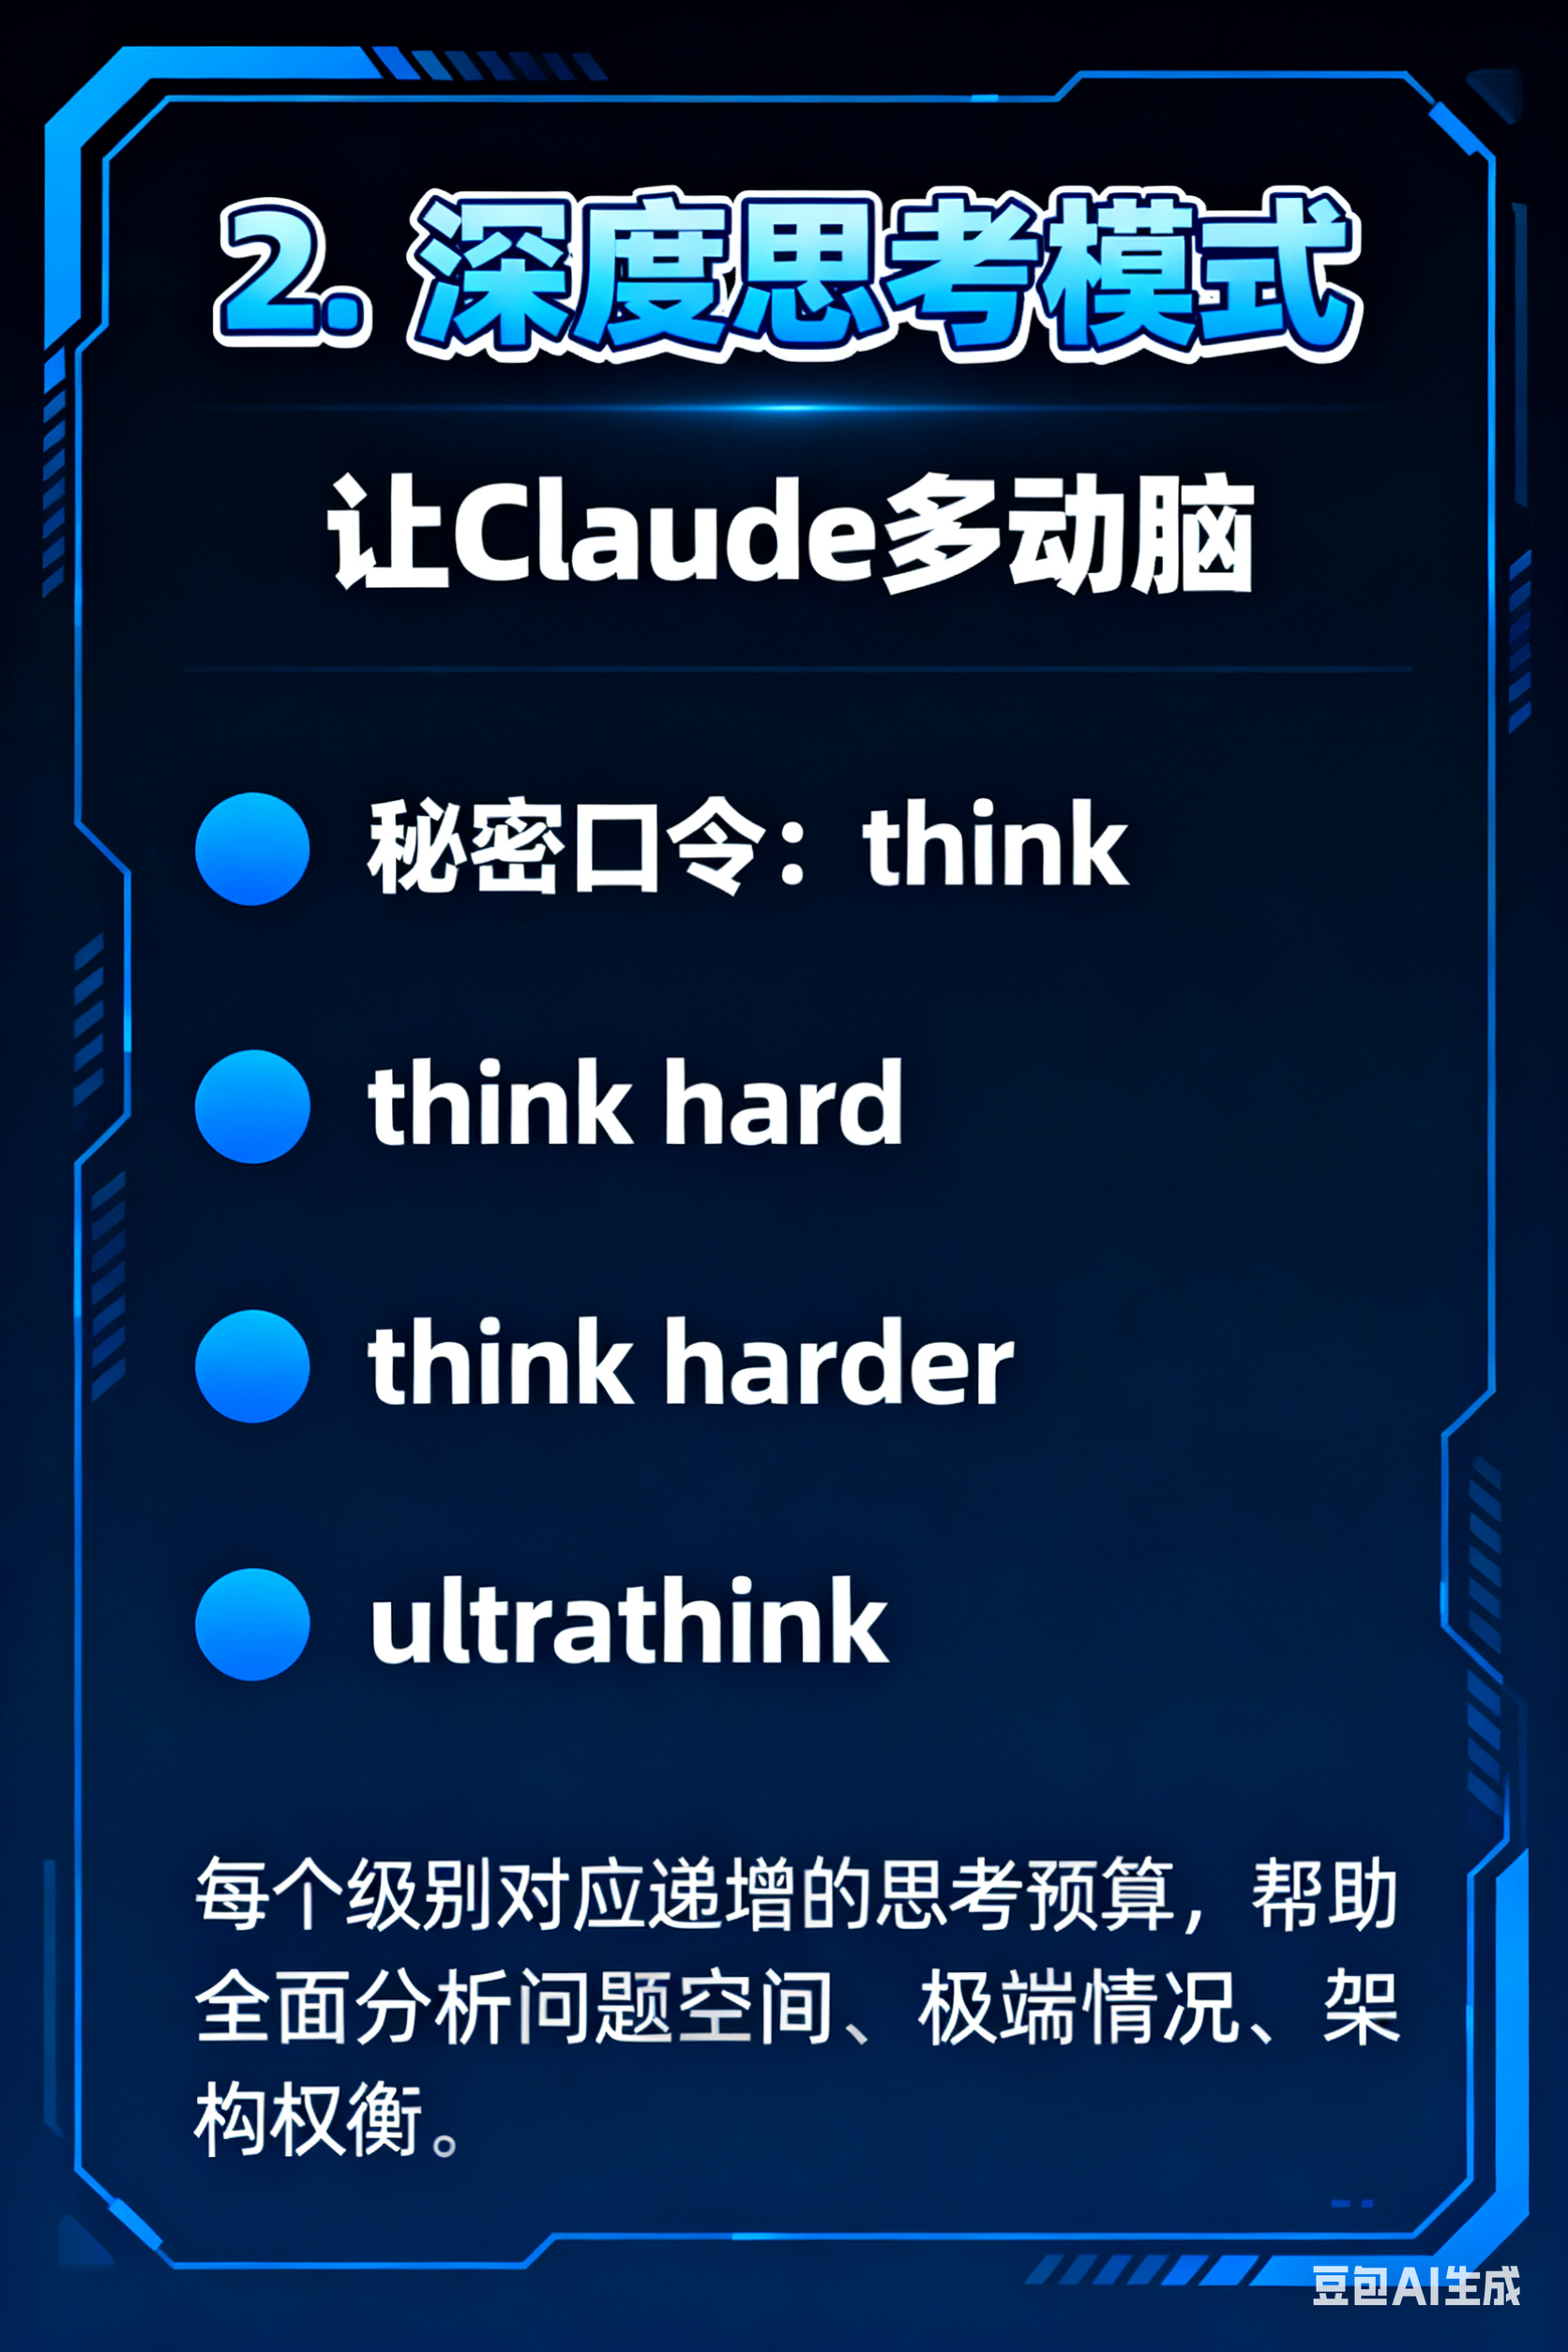 2. 深度思考模式
让Claude多动脑
秘密口令：think
think hard
think harder
ultrathink
每个级别对应递增的思考预算，帮助
全面分析问题空间、极端情况、架
构权衡。
豆包AI生成